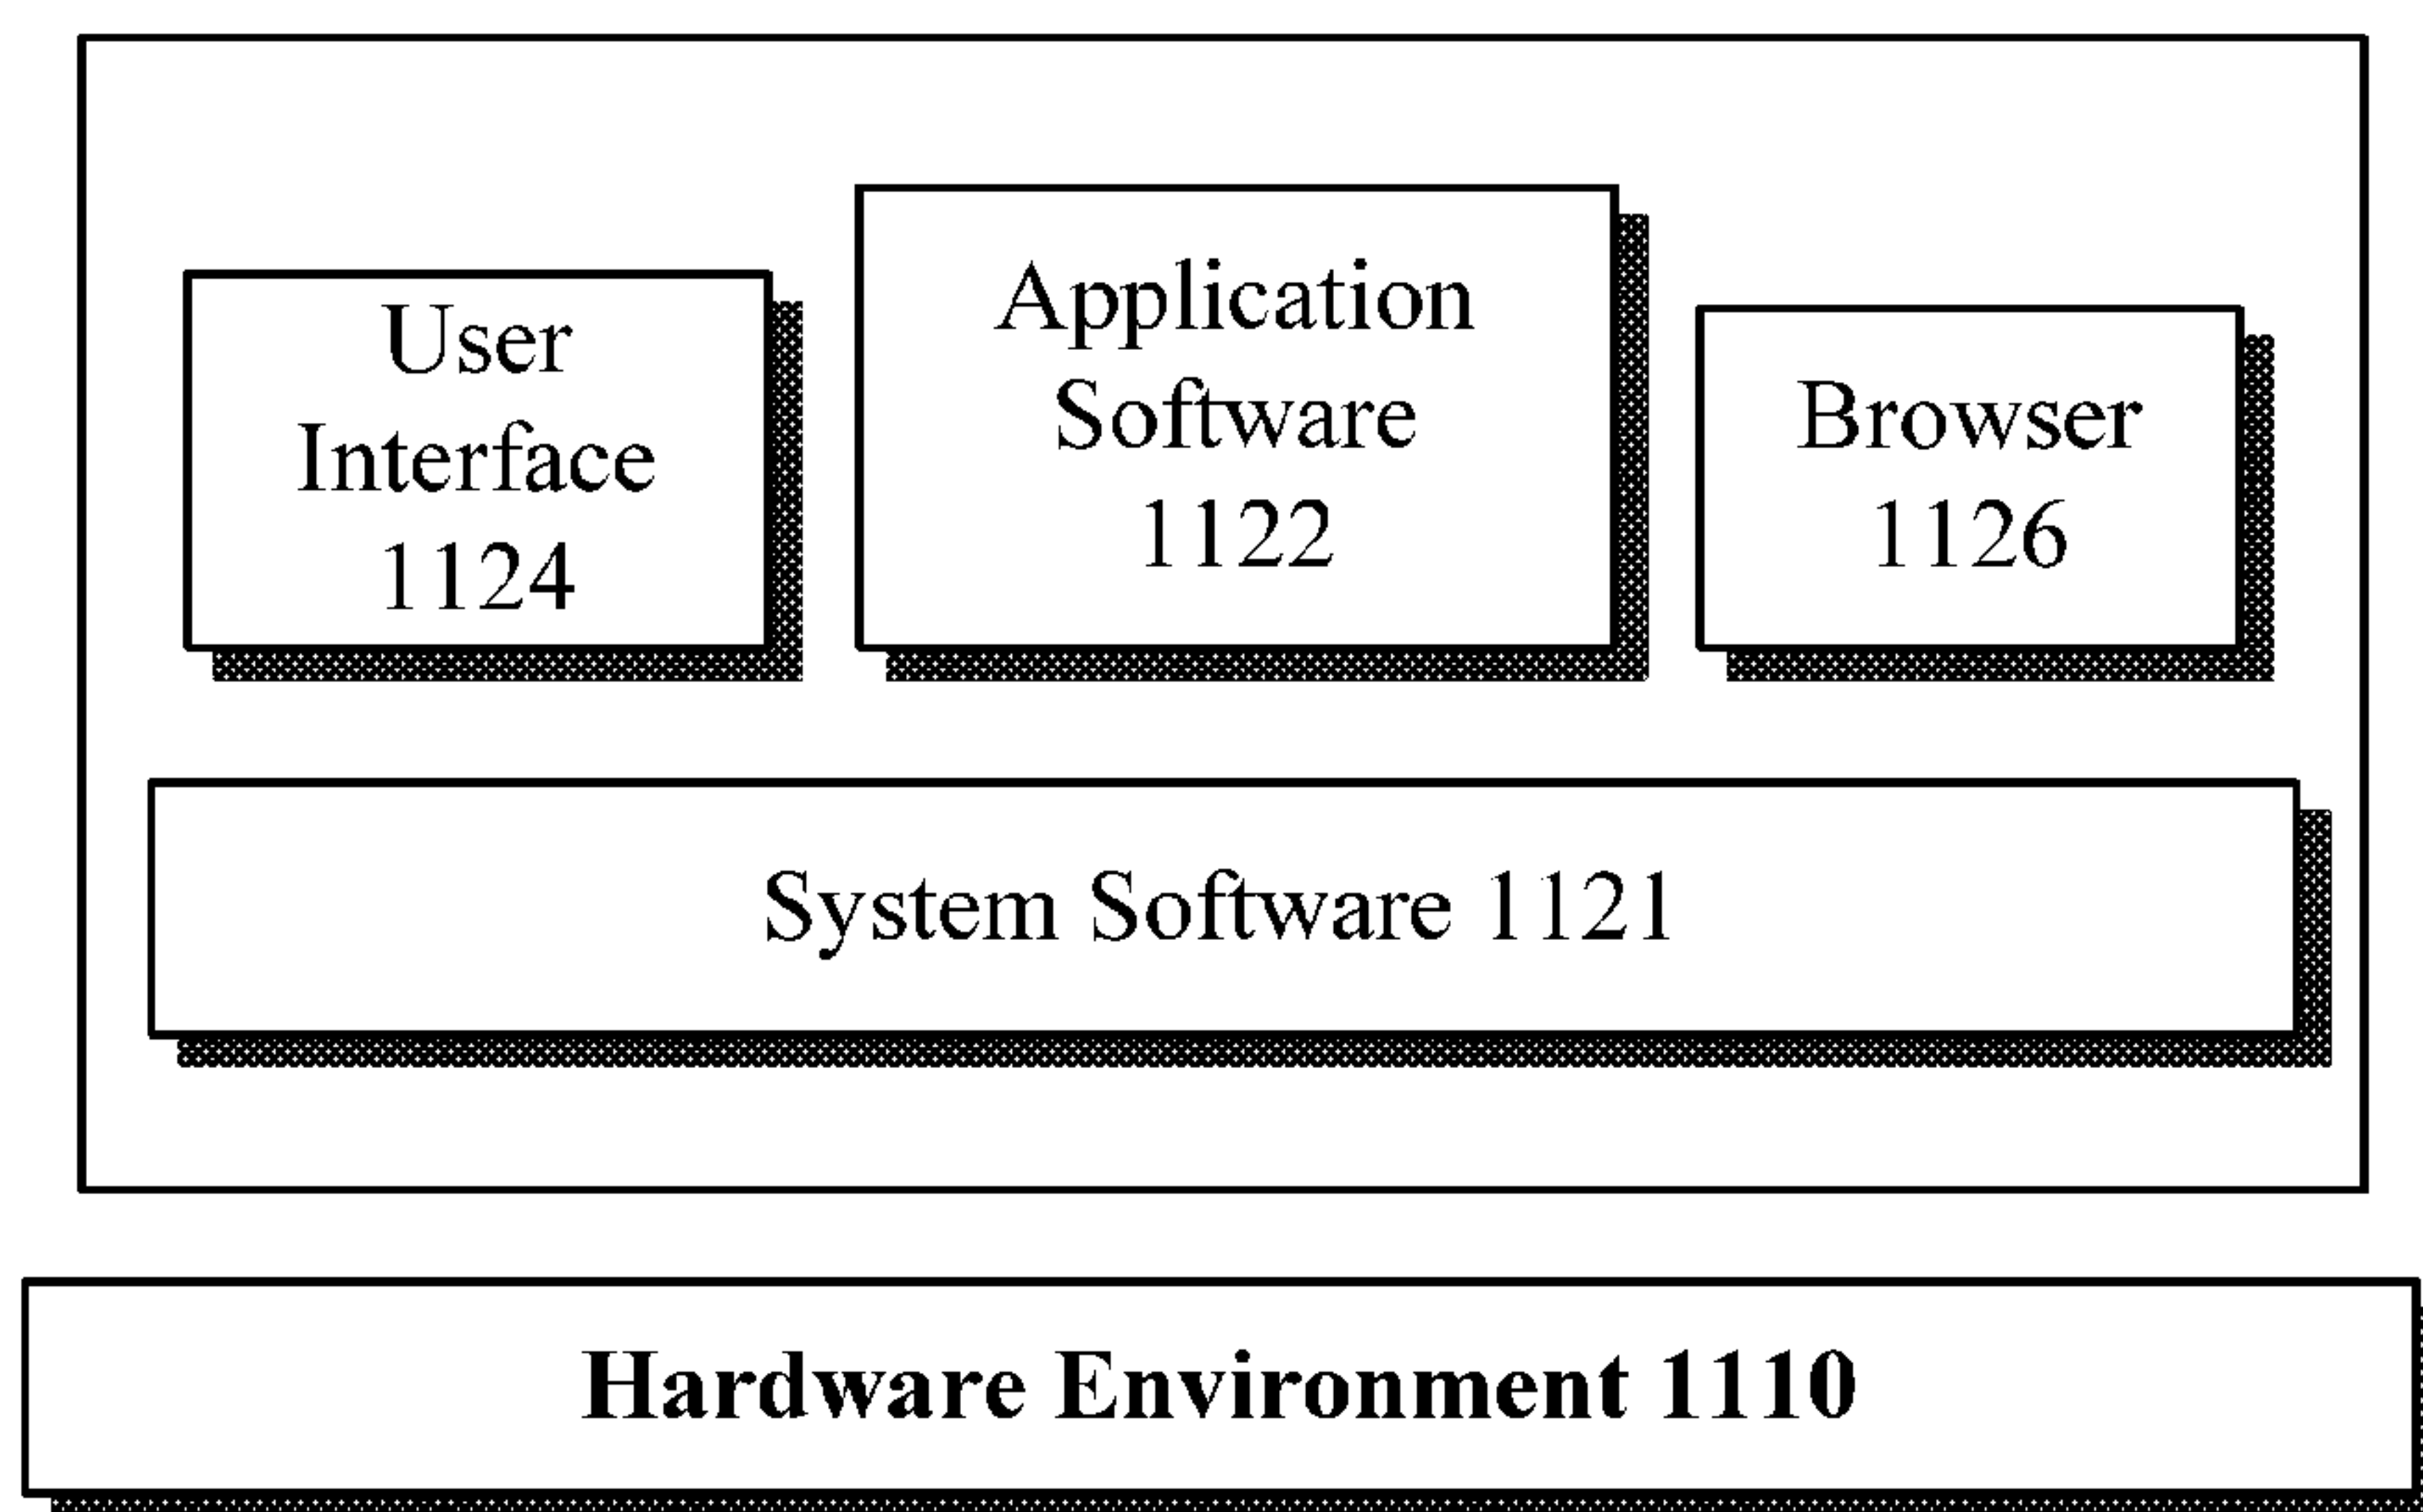 User
Interface
1124
Application
Software
1122
Browser
1126
System Software 1121
Hardware Environment 1110